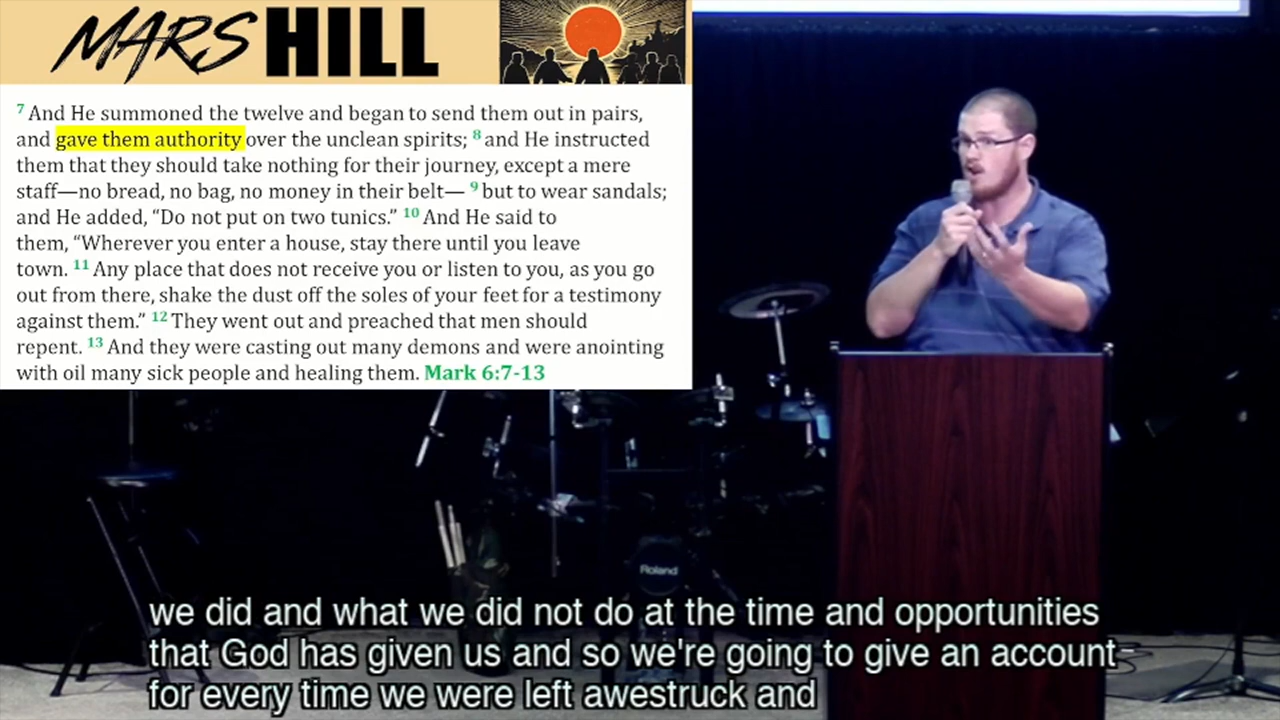 MARS HILL
7 And He summoned the twelve and began to send them out in pairs,
and gave them authority over the unclean spirits; 8 and He instructed
them that they should take nothing for their journey, except a mere
staff—no bread, no bag, no money in their belt— 9 but to wear sandals;
and He added, “Do not put on two tunics.” 10 And He said to
them, “Wherever you enter a house, stay there until you leave
town. 11 Any place that does not receive you or listen to you, as you go
out from there, shake the dust off the soles of your feet for a testimony
against them.” 12 They went out and preached that men should
repent. 13 And they were casting out many demons and were anointing
with oil many sick people and healing them. Mark 6:7-13
Roland
we did and what we did not do at the time and opportunities
that God has given us and so we're going to give an account
for every time we were left awestruck and